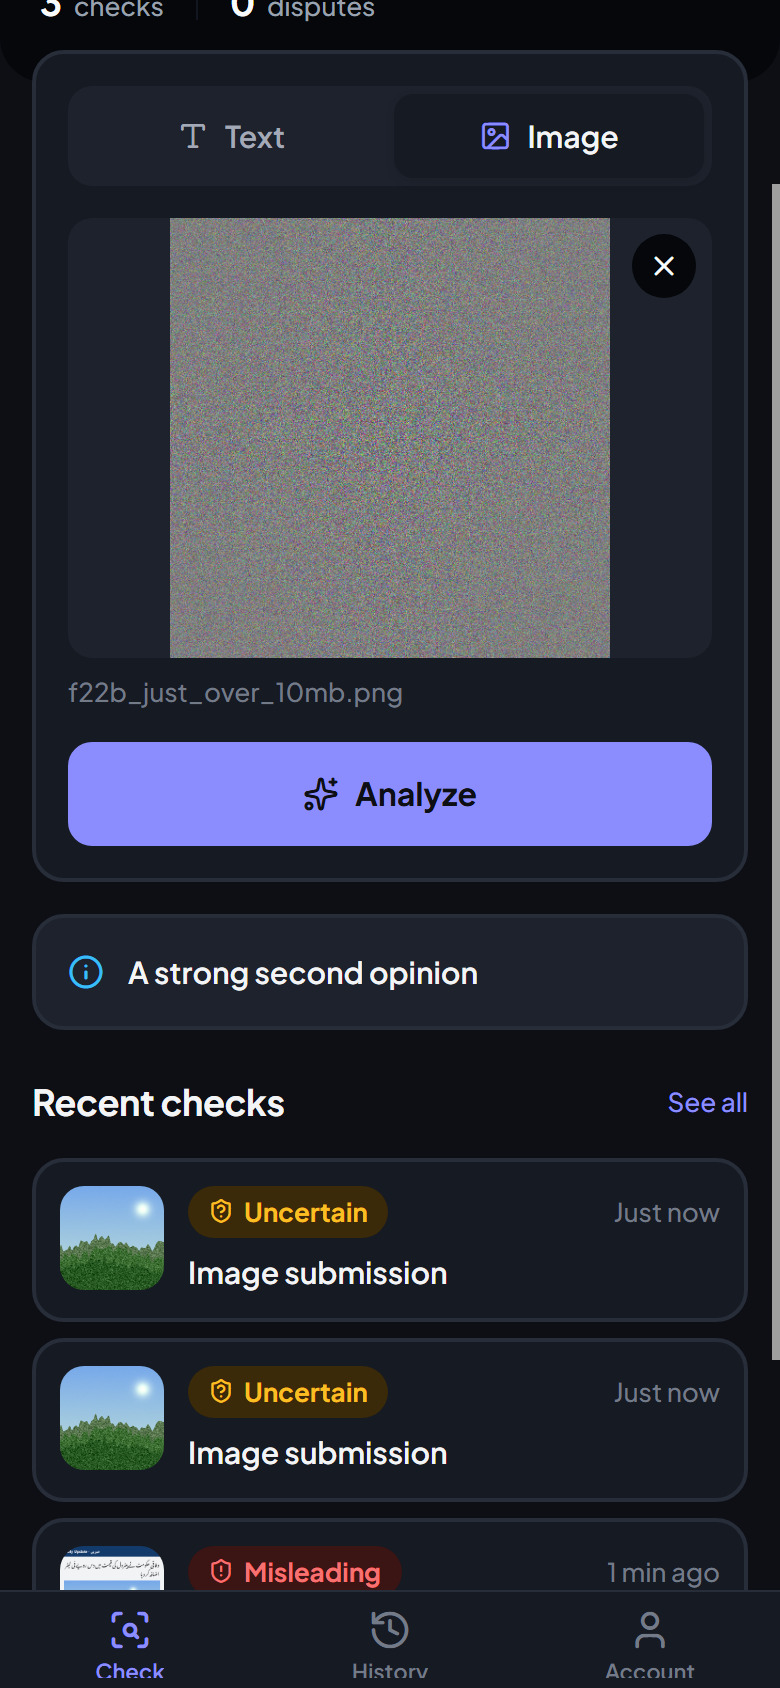 3 checks 0 disputes
Text Image
f22b_just_over_10mb.png
Analyze
A strong second opinion
Recent checks See all
Uncertain Just now
Image submission
Uncertain Just now
Image submission
Misleading 1 min ago
Check History Account